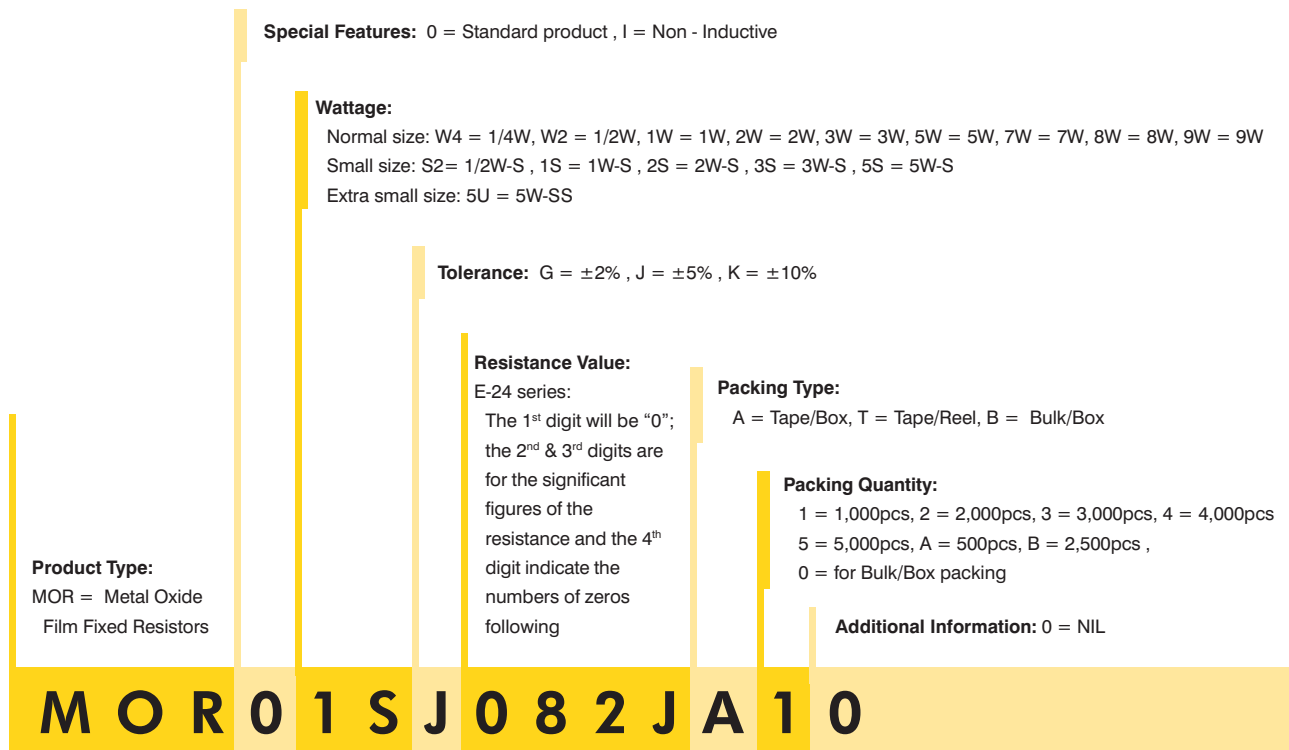 Special Features: 0 = Standard product , I = Non - Inductive
Wattage:
Normal size: W4 = 1/4W, W2 = 1/2W, 1W = 1W, 2W = 2W, 3W = 3W, 5W = 5W, 7W = 7W, 8W = 8W, 9W = 9W
Small size: S2= 1/2W-S , 1S = 1W-S , 2S = 2W-S , 3S = 3W-S , 5S = 5W-S
Extra small size: 5U = 5W-SS
Tolerance: G = ±2% , J = ±5% , K = ±10%
Resistance Value:
E-24 series:
The 1st digit will be “0”;
the 2nd & 3rd digits are
for the significant
figures of the
resistance and the 4th
digit indicate the
numbers of zeros
following
Packing Type:
A = Tape/Box, T = Tape/Reel, B = Bulk/Box
Packing Quantity:
1 = 1,000pcs, 2 = 2,000pcs, 3 = 3,000pcs, 4 = 4,000pcs
5 = 5,000pcs, A = 500pcs, B = 2,500pcs ,
0 = for Bulk/Box packing
Product Type:
MOR = Metal Oxide
Film Fixed Resistors
Additional Information: 0 = NIL
M O R 0 1 S J 0 8 2 J A 1 0